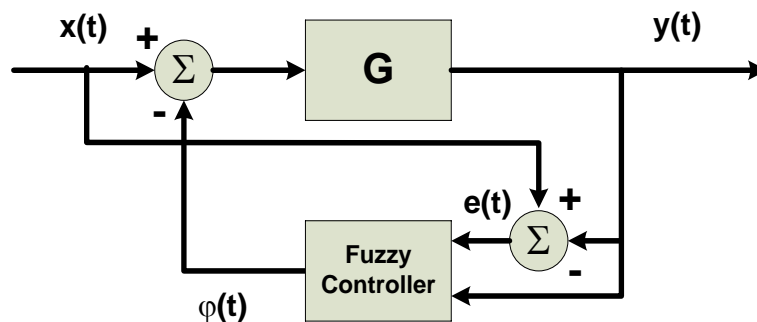 x(t)
y(t)
+
Σ
-
G
e(t)
+
Σ
-
Fuzzy
Controller
φ(t)